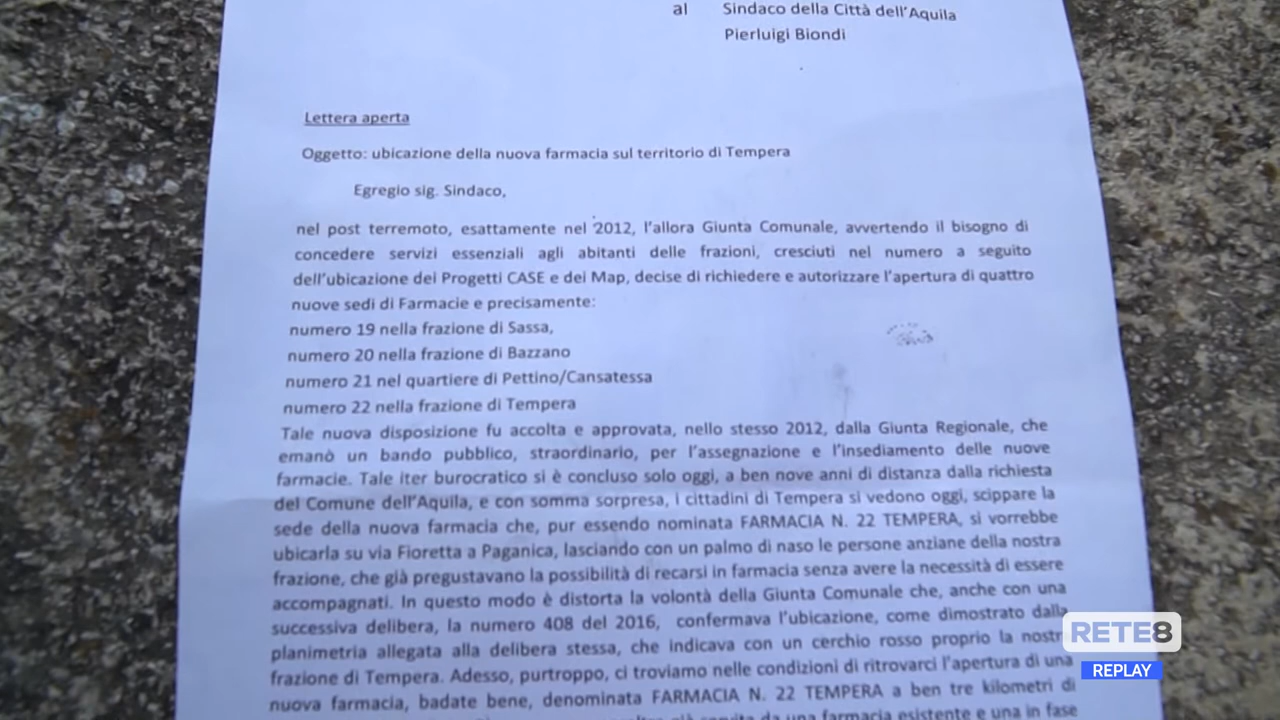 al Sindaco della Città dell'Aquila
Pierluigi Biondi
Lettera aperta
Oggetto: ubicazione della nuova farmacia sul territorio di Tempera
Egregio sig. Sindaco,
nel post terremoto, esattamente nel 2012, l'allora Giunta Comunale, avvertendo il bisogno di
concedere servizi essenziali agli abitanti delle frazioni, cresciuti nel numero a seguito
dell'ubicazione dei Progetti CASE e dei Map, decise di richiedere e autorizzare l'apertura di quattro
nuove sedi di Farmacie e precisamente:
numero 19 nella frazione di Sassa,
numero 20 nella frazione di Bazzano
numero 21 nel quartiere di Pettino/Cansatessa
numero 22 nella frazione di Tempera
Tale nuova disposizione fu accolta e approvata, nello stesso 2012, dalla Giunta Regionale, che
emanò un bando pubblico, straordinario, per l'assegnazione e l'insediamento delle nuove
farmacie. Tale iter burocratico si è concluso solo oggi, a ben nove anni di distanza dalla richiesta
del Comune dell'Aquila, e con somma sorpresa, i cittadini di Tempera si vedono oggi, scippare la
sede della nuova farmacia che, pur essendo nominata FARMACIA N. 22 TEMPERA, si vorrebbe
ubicarla su via Fioretta a Paganica, lasciando con un palmo di naso le persone anziane della nostra
frazione, che già pregustavano la possibilità di recarsi in farmacia senza avere la necessità di essere
accompagnati. In questo modo è distorta la volontà della Giunta Comunale che, anche con una
successiva delibera, la numero 408 del 2016, confermava l'ubicazione, come dimostrato dalla
planimetria allegata alla delibera stessa, che indicava con un cerchio rosso proprio la nostr
frazione di Tempera. Adesso, purtroppo, ci troviamo nelle condizioni di ritrovarci l'apertura di una
nuova farmacia, badate bene, denominata FARMACIA N. 22 TEMPERA a ben tre kilometri di
già servita da una farmacia esistente e una in fase
RETE8
REPLAY